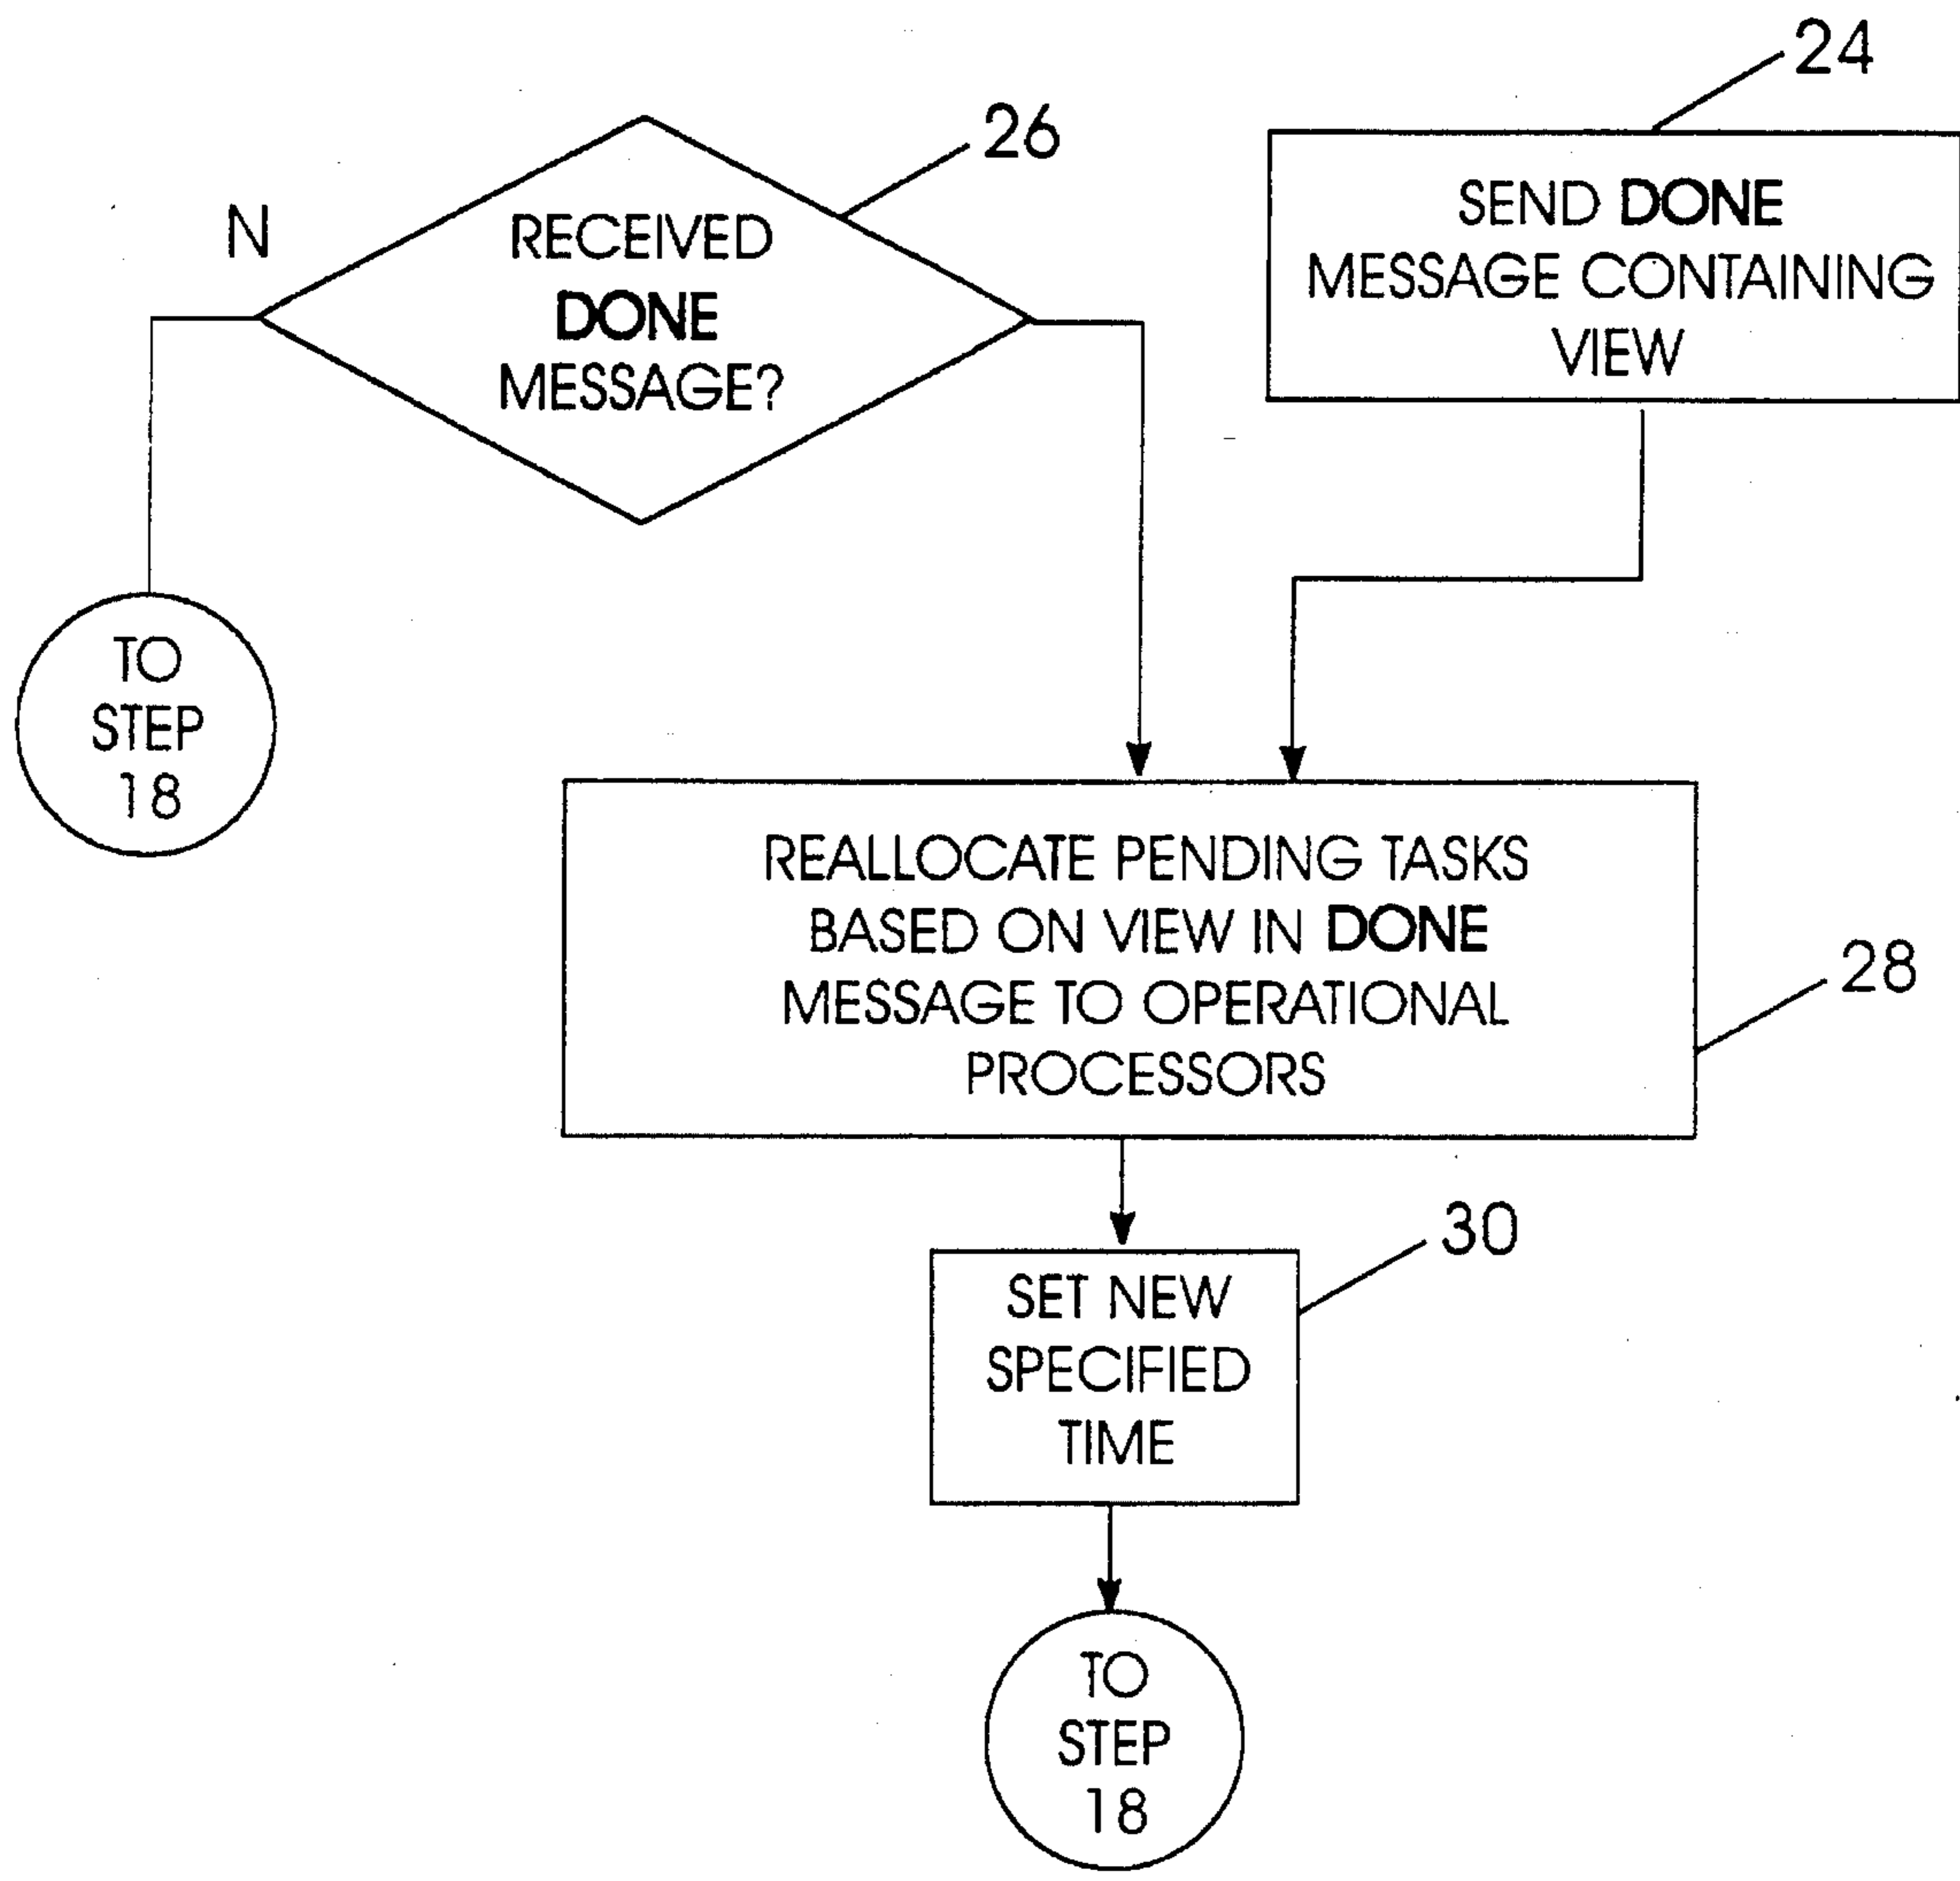 24
26
N
RECEIVED
DONE
MESSAGE?
SEND DONE
MESSAGE CONTAINING
VIEW
TO
STEP
18
REALLOCATE PENDING TASKS
BASED ON VIEW IN DONE
MESSAGE TO OPERATIONAL
PROCESSORS
28
30
SET NEW
SPECIFIED
TIME
TO
STEP
18